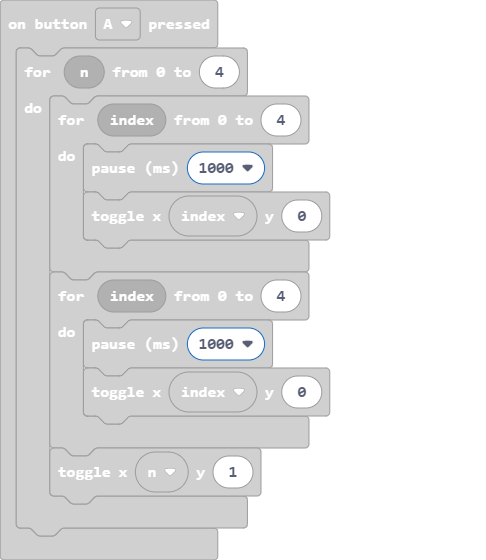 on button A pressed
for n from 0 to 4
do
for index from 0 to 4
do
pause (ms) 1000
toggle x index y 0
for index from 0 to 4
do
pause (ms) 1000
toggle x index y 0
toggle x n y 1